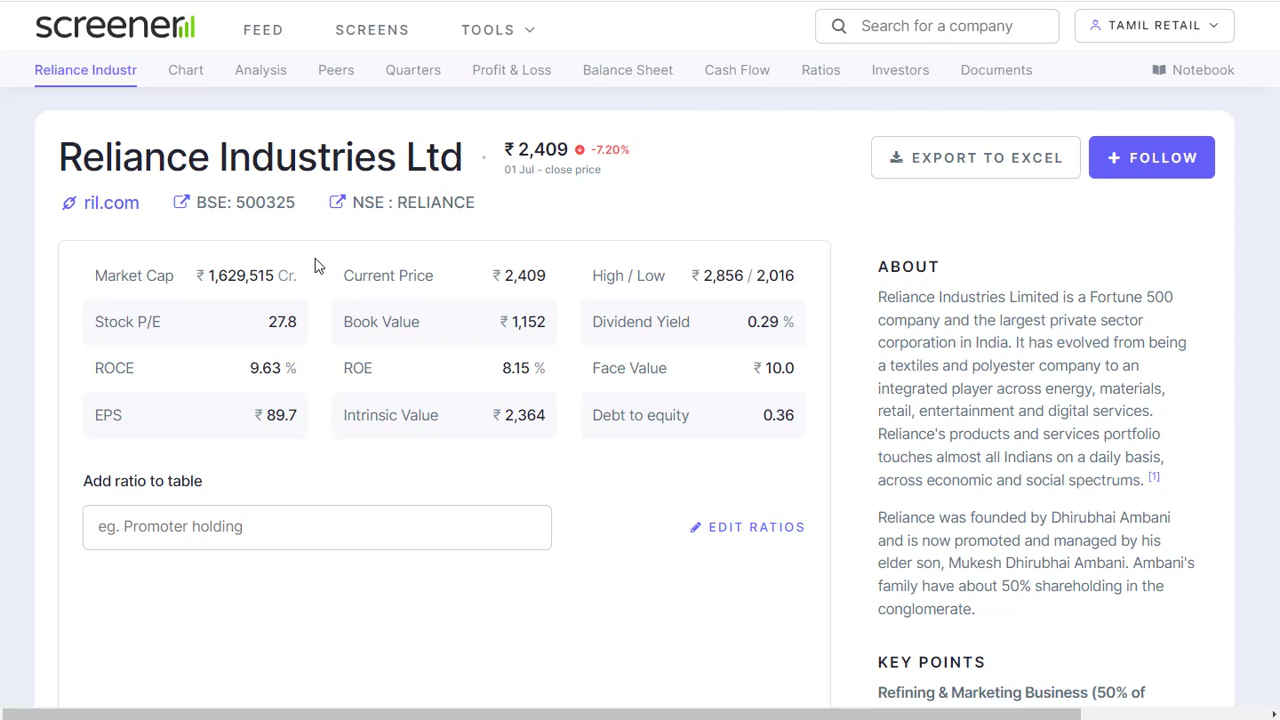 screener
FEED
SCREENS
TOOLS
Search for a company
TAMIL RETAIL
Reliance Industr
Chart
Analysis
Peers
Quarters
Profit & Loss
Balance Sheet
Cash Flow
Ratios
Investors
Documents
Notebook
Reliance Industries Ltd
₹ 2,409 -7.20%
01 Jul - close price
EXPORT TO EXCEL
+ FOLLOW
ril.com
BSE: 500325
NSE : RELIANCE
Market Cap ₹ 1,629,515 Cr.
Current Price ₹ 2,409
High / Low ₹ 2,856 / 2,016
Stock P/E 27.8
Book Value ₹ 1,152
Dividend Yield 0.29 %
ROCE 9.63 %
ROE 8.15 %
Face Value ₹ 10.0
EPS ₹ 89.7
Intrinsic Value ₹ 2,364
Debt to equity 0.36
Add ratio to table
eg. Promoter holding
EDIT RATIOS
ABOUT
Reliance Industries Limited is a Fortune 500
company and the largest private sector
corporation in India. It has evolved from being
a textiles and polyester company to an
integrated player across energy, materials,
retail, entertainment and digital services.
Reliance's products and services portfolio
touches almost all Indians on a daily basis,
across economic and social spectrums. [1]
Reliance was founded by Dhirubhai Ambani
and is now promoted and managed by his
elder son, Mukesh Dhirubhai Ambani. Ambani's
family have about 50% shareholding in the
conglomerate.
KEY POINTS
Refining & Marketing Business (50% of